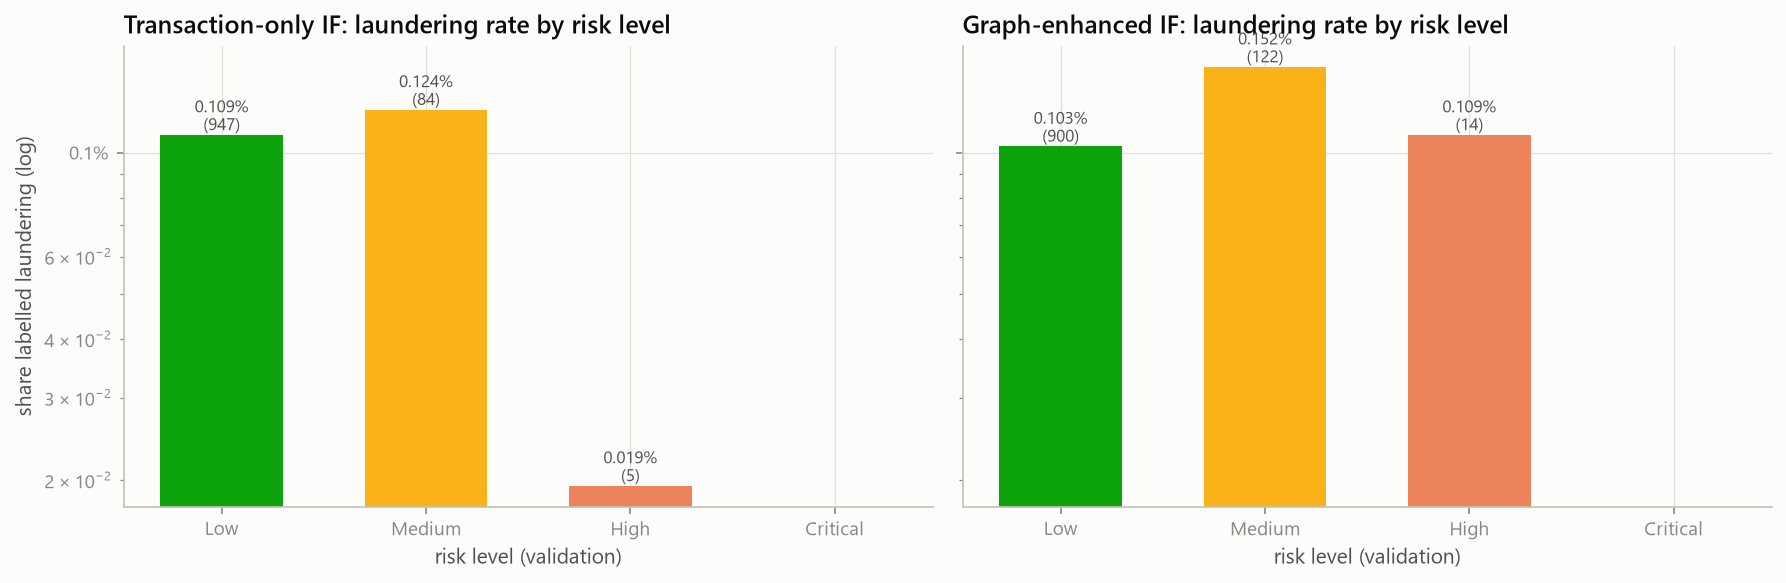 Transaction-only IF: laundering rate by risk level
share labelled laundering (log)
0.1%
6 × 10⁻²
4 × 10⁻²
3 × 10⁻²
2 × 10⁻²
0.109%
(947)
0.124%
(84)
0.019%
(5)
Low
Medium
High
Critical
risk level (validation)
Graph-enhanced IF: laundering rate by risk level
0.103%
(900)
0.152%
(122)
0.109%
(14)
Low
Medium
High
Critical
risk level (validation)